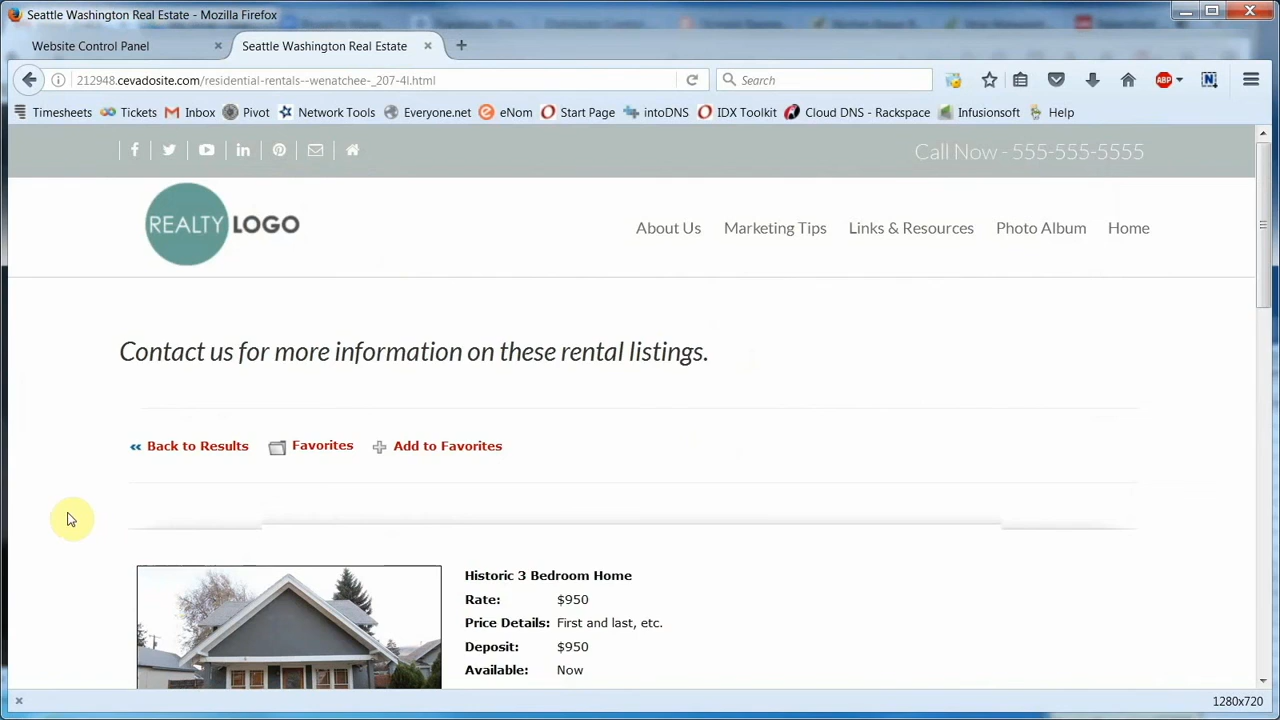 Seattle Washington Real Estate - Mozilla Firefox
Website Control Panel
Seattle Washington Real Estate
212948.cevadosite.com/residential-rentals--wenatchee-_207-4l.html
Search
ABP
N
Timesheets
Tickets
Inbox
Pivot
Network Tools
Everyone.net
eNom
Start Page
intoDNS
IDX Toolkit
Cloud DNS - Rackspace
Infusionsoft
Help
Call Now - 555-555-5555
REALTY LOGO
About Us
Marketing Tips
Links & Resources
Photo Album
Home
Contact us for more information on these rental listings.
Back to Results
Favorites
Add to Favorites
Historic 3 Bedroom Home
Rate: $950
Price Details: First and last, etc.
Deposit: $950
Available: Now
1280x720